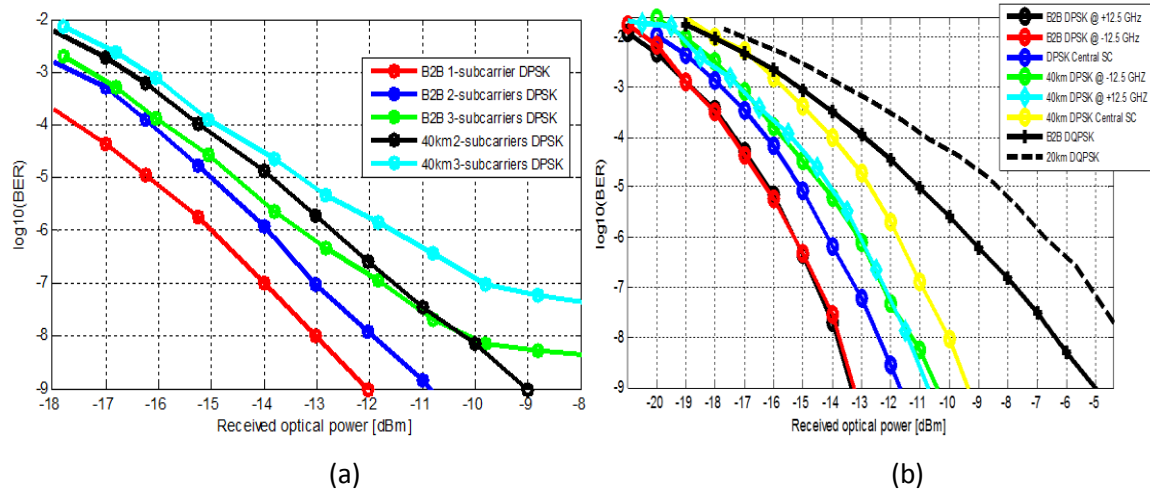 -2
-3
-4
-5
-6
-7
-8
-9
log10(BER)
-18 -17 -16 -15 -14 -13 -12 -11 -10 -9 -8
Received optical power [dBm]
B2B 1-subcarrier DPSK
B2B 2-subcarriers DPSK
B2B 3-subcarriers DPSK
40km2-subcarriers DPSK
40km3-subcarriers DPSK
(a)
-2
-3
-4
-5
-6
-7
-8
-9
log10(BER)
-20 -19 -18 -17 -16 -15 -14 -13 -12 -11 -10 -9 -8 -7 -6 -5
Received optical power [dBm]
B2B DPSK @ +12.5 GHz
B2B DPSK @ -12.5 GHz
DPSK Central SC
40km DPSK @ -12.5 GHZ
40km DPSK @ +12.5 GHZ
40km DPSK Central SC
B2B DQPSK
20km DQPSK
(b)